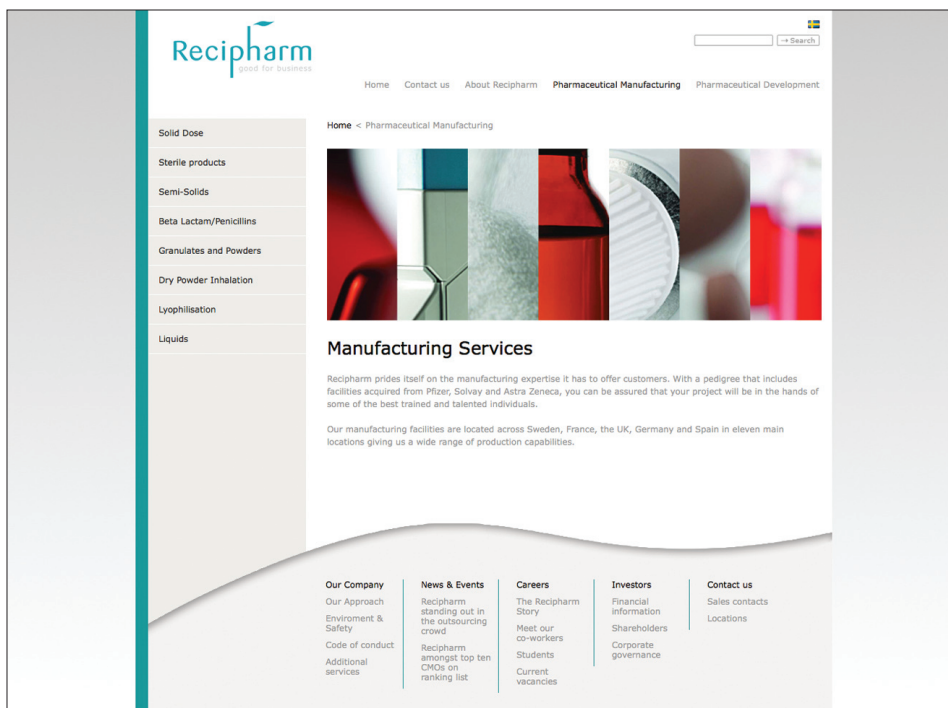 Recipharm
good for business
→ Search
Home Contact us About Recipharm Pharmaceutical Manufacturing Pharmaceutical Development
Home < Pharmaceutical Manufacturing
Solid Dose
Sterile products
Semi-Solids
Beta Lactam/Penicillins
Granulates and Powders
Dry Powder Inhalation
Lyophilisation
Liquids
Manufacturing Services
Recipharm prides itself on the manufacturing expertise it has to offer customers. With a pedigree that includes
facilities acquired from Pfizer, Solvay and Astra Zeneca, you can be assured that your project will be in the hands of
some of the best trained and talented individuals.
Our manufacturing facilities are located across Sweden, France, the UK, Germany and Spain in eleven main
locations giving us a wide range of production capabilities.
Our Company
Our Approach
Enviroment &
Safety
Code of conduct
Additional
services
News & Events
Recipharm
standing out in
the outsourcing
crowd
Recipharm
amongst top ten
CMOs on
ranking list
Careers
The Recipharm
Story
Meet our
co-workers
Students
Current
vacancies
Investors
Financial
information
Shareholders
Corporate
governance
Contact us
Sales contacts
Locations